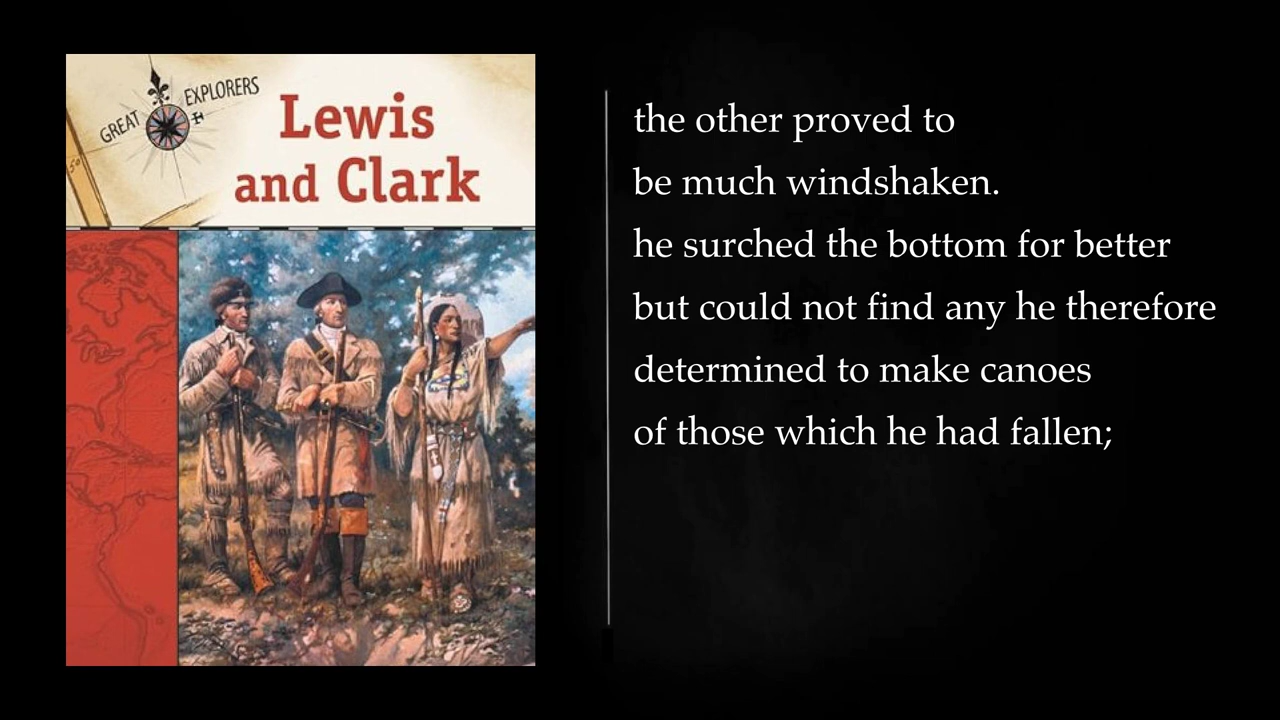 GREAT EXPLORERS
Lewis
and Clark
the other proved to
be much windshaken.
he surched the bottom for better
but could not find any he therefore
determined to make canoes
of those which he had fallen;